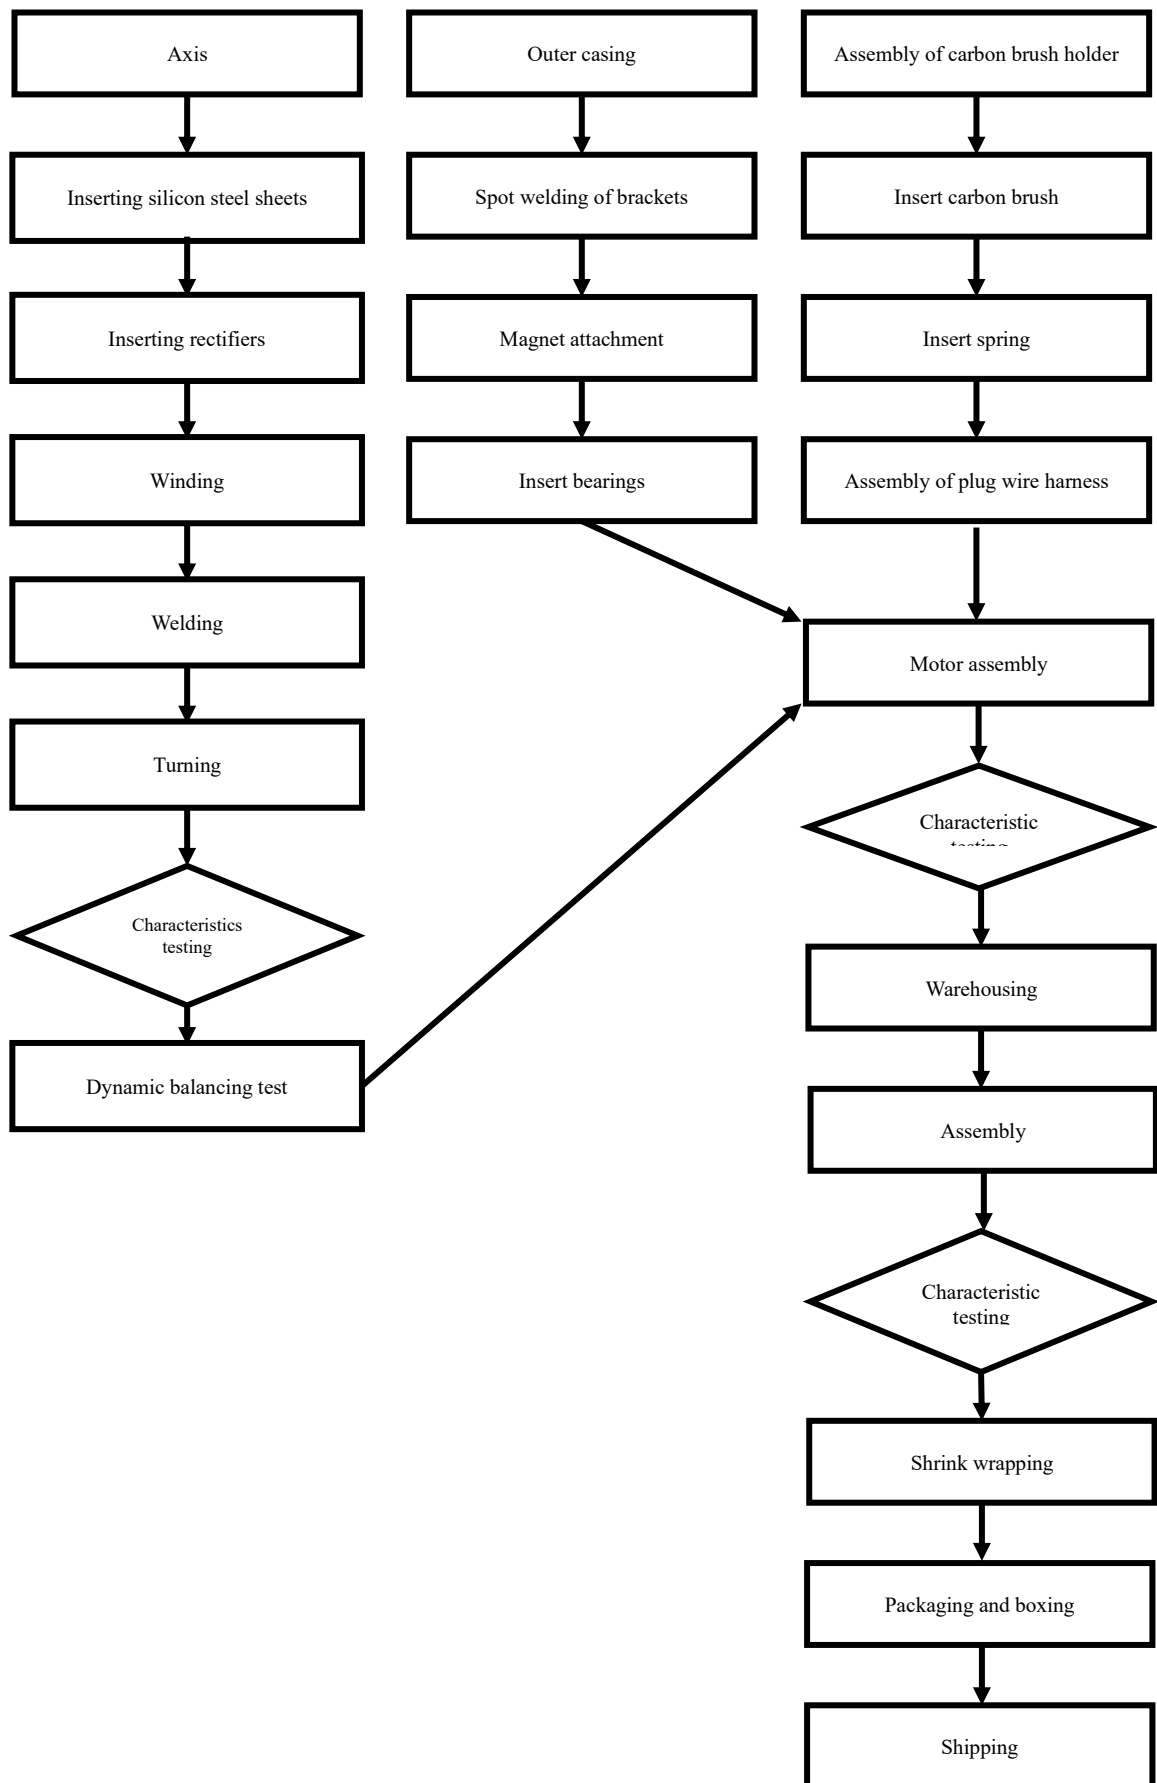 Axis
Inserting silicon steel sheets
Inserting rectifiers
Winding
Welding
Turning
Characteristics
testing
Dynamic balancing test
Outer casing
Spot welding of brackets
Magnet attachment
Insert bearings
Assembly of carbon brush holder
Insert carbon brush
Insert spring
Assembly of plug wire harness
Motor assembly
Characteristic
testing
Warehousing
Assembly
Characteristic
testing
Shrink wrapping
Packaging and boxing
Shipping